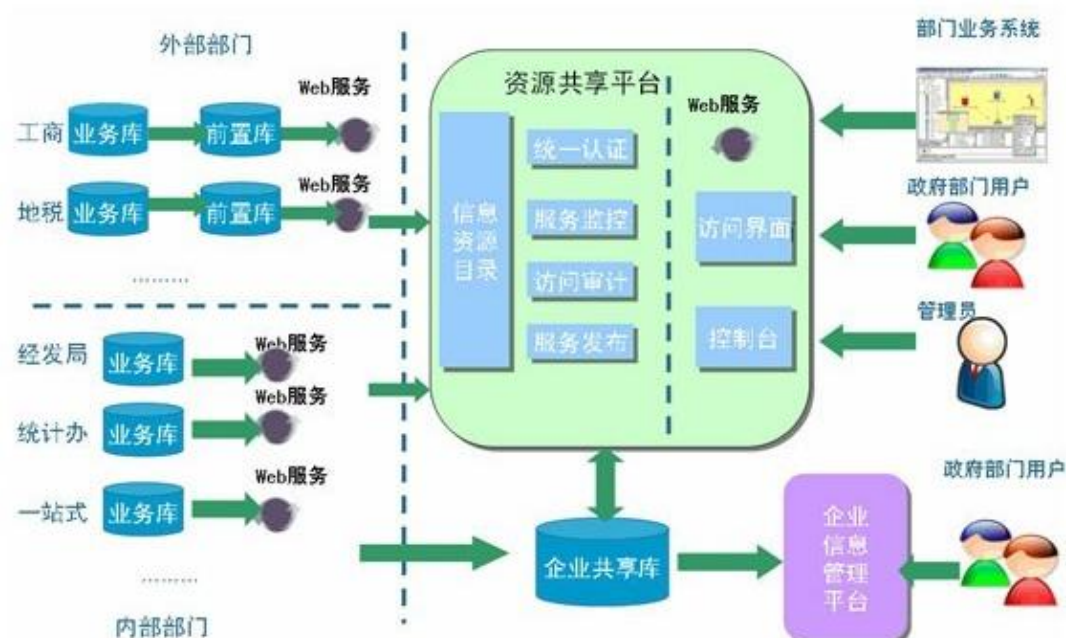 外部部门
Web服务
工商
业务库
前置库
Web服务
地税
业务库
前置库
………
经发局
业务库
Web服务
统计办
业务库
Web服务
一站式
业务库
Web服务
………
内部部门
资源共享平台
信息
资源
目录
统一认证
服务监控
访问审计
服务发布
Web服务
访问界面
控制台
部门业务系统
政府部门用户
管理员
企业共享库
企业
信息
管理
平台
政府部门用户